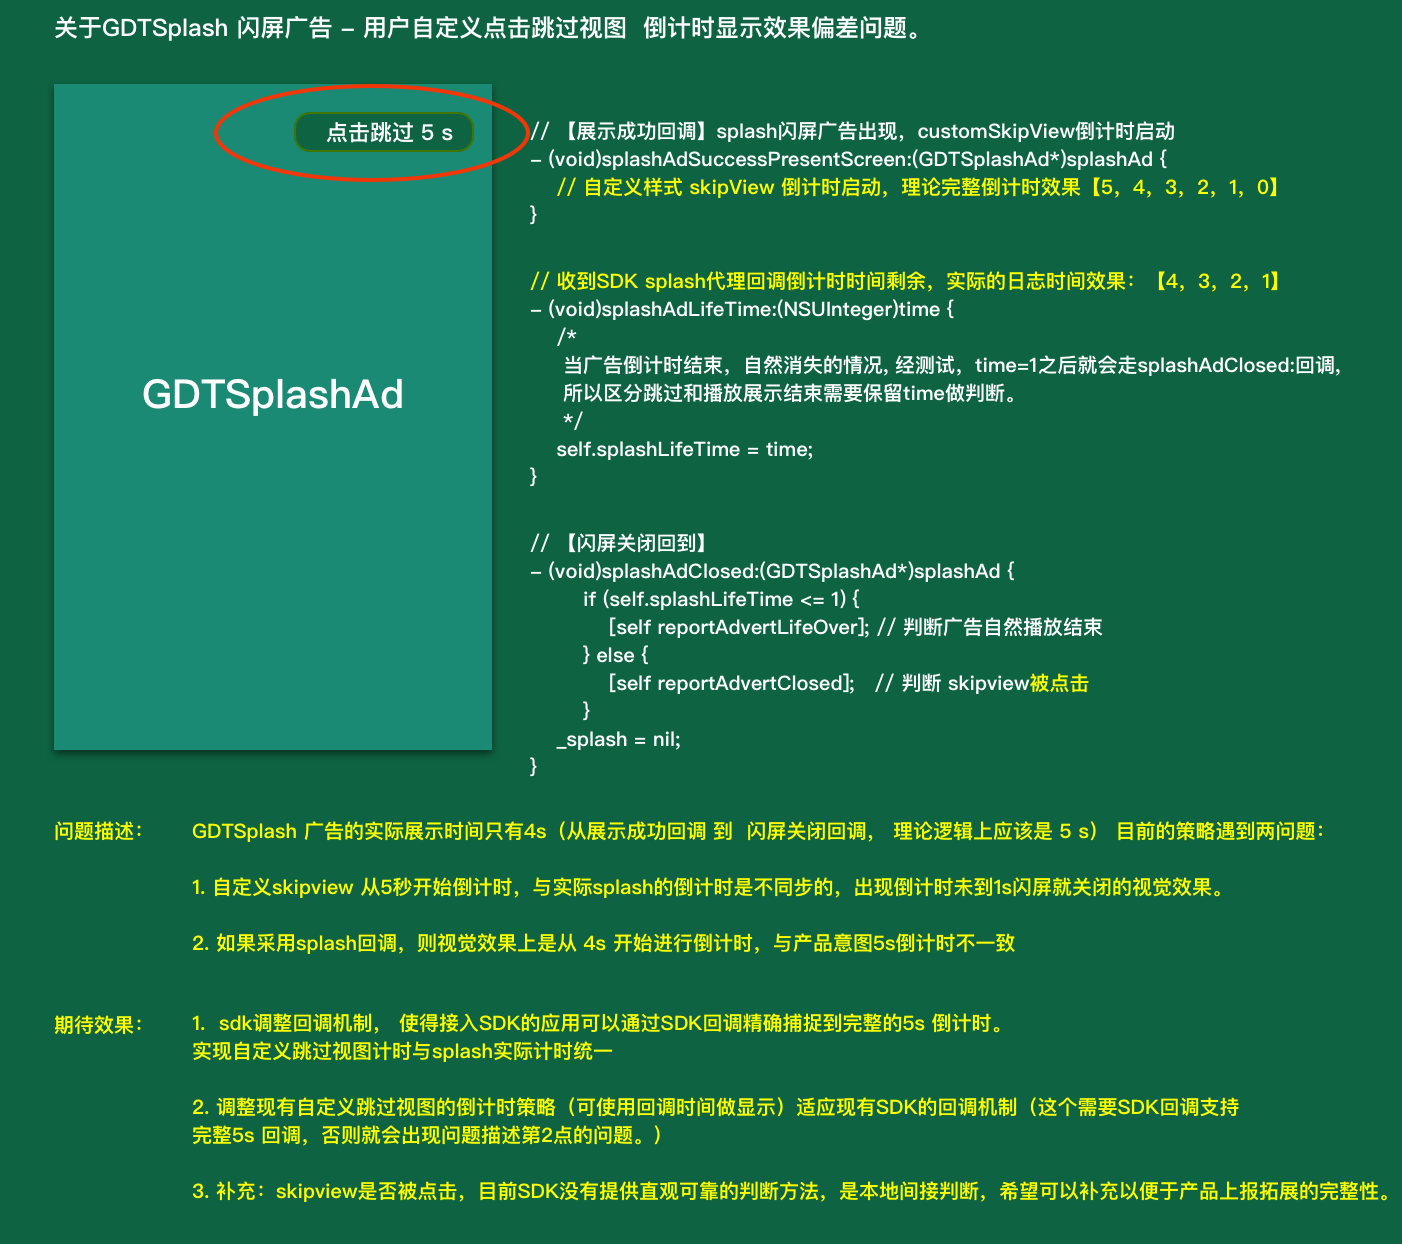 关于GDTSplash 闪屏广告 – 用户自定义点击跳过视图 倒计时显示效果偏差问题。
点击跳过 5 s
GDTSplashAd
// 【展示成功回调】splash闪屏广告出现，customSkipView倒计时启动
– (void)splashAdSuccessPresentScreen:(GDTSplashAd*)splashAd {
// 自定义样式 skipView 倒计时启动，理论完整倒计时效果【5，4，3，2，1，0】
}
// 收到SDK splash代理回调倒计时时间剩余，实际的日志时间效果：【4，3，2，1】
– (void)splashAdLifeTime:(NSUInteger)time {
/*
当广告倒计时结束，自然消失的情况, 经测试，time=1之后就会走splashAdClosed:回调,
所以区分跳过和播放展示结束需要保留time做判断。
*/
self.splashLifeTime = time;
}
// 【闪屏关闭回到】
– (void)splashAdClosed:(GDTSplashAd*)splashAd {
if (self.splashLifeTime <= 1) {
[self reportAdvertLifeOver]; // 判断广告自然播放结束
} else {
[self reportAdvertClosed]; // 判断 skipview被点击
}
_splash = nil;
}
问题描述： GDTSplash 广告的实际展示时间只有4s（从展示成功回调 到 闪屏关闭回调， 理论逻辑上应该是 5 s） 目前的策略遇到两问题：
1. 自定义skipview 从5秒开始倒计时，与实际splash的倒计时是不同步的，出现倒计时未到1s闪屏就关闭的视觉效果。
2. 如果采用splash回调，则视觉效果上是从 4s 开始进行倒计时，与产品意图5s倒计时不一致
期待效果： 1. sdk调整回调机制， 使得接入SDK的应用可以通过SDK回调精确捕捉到完整的5s 倒计时。
实现自定义跳过视图计时与splash实际计时统一
2. 调整现有自定义跳过视图的倒计时策略（可使用回调时间做显示）适应现有SDK的回调机制（这个需要SDK回调支持
完整5s 回调，否则就会出现问题描述第2点的问题。）
3. 补充：skipview是否被点击，目前SDK没有提供直观可靠的判断方法，是本地间接判断，希望可以补充以便于产品上报拓展的完整性。